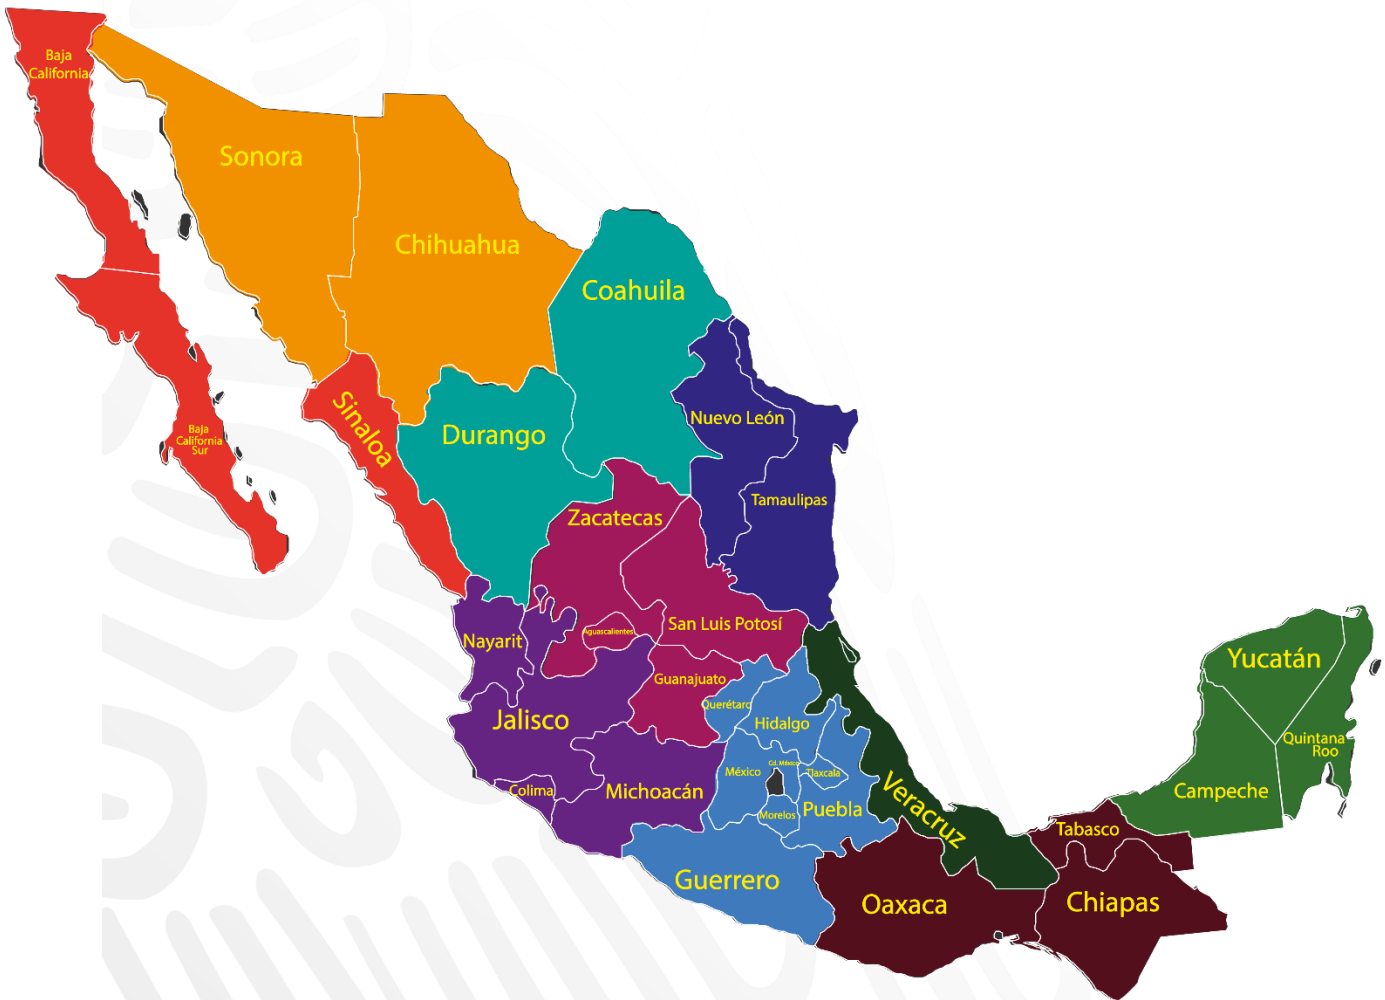 Baja
California
Sonora
Chihuahua
Coahuila
Sinaloa
Durango
Nuevo León
Baja
California
Sur
Tamaulipas
Zacatecas
San Luis Potosí
Aguascalientes
Nayarit
Guanajuato
Yucatán
Querétaro
Jalisco
Hidalgo
Quintana
Roo
Cd. México
México
Tlaxcala
Colima
Michoacán
Campeche
Puebla
Morelos
Veracruz
Tabasco
Guerrero
Oaxaca
Chiapas